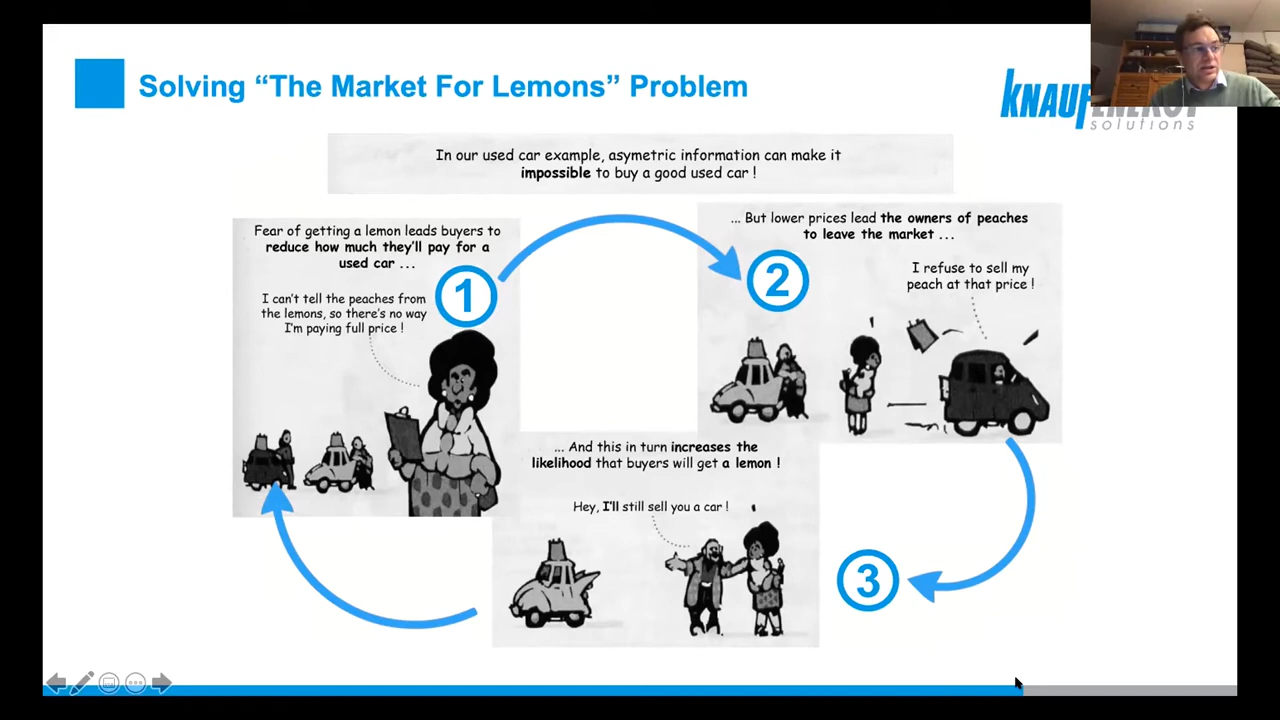 Solving “The Market For Lemons” Problem
KNAUF ENERGY
solutions
In our used car example, asymetric information can make it
impossible to buy a good used car !
Fear of getting a lemon leads buyers to
reduce how much they'll pay for a
used car ...
1
I can't tell the peaches from
the lemons, so there's no way
I'm paying full price !
... But lower prices lead the owners of peaches
to leave the market ...
2
I refuse to sell my
peach at that price !
... And this in turn increases the
likelihood that buyers will get a lemon !
Hey, I'll still sell you a car !
3